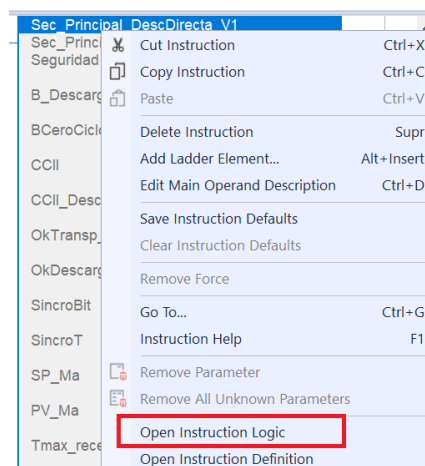 Sec_Principal_DescDirecta_V1
Sec_Princi
Seguridad
B_Descarg
BCeroCiclo
CCII
CCII_Desc
OkTransp_
OkDescarg
SincroBit
SincroT
SP_Ma
PV_Ma
Tmax_rece
Cut Instruction Ctrl+X
Copy Instruction Ctrl+C
Paste Ctrl+V
Delete Instruction Supr
Add Ladder Element... Alt+Insert
Edit Main Operand Description Ctrl+D
Save Instruction Defaults
Clear Instruction Defaults
Remove Force
Go To... Ctrl+G
Instruction Help F1
Remove Parameter
Remove All Unknown Parameters
Open Instruction Logic
Open Instruction Definition